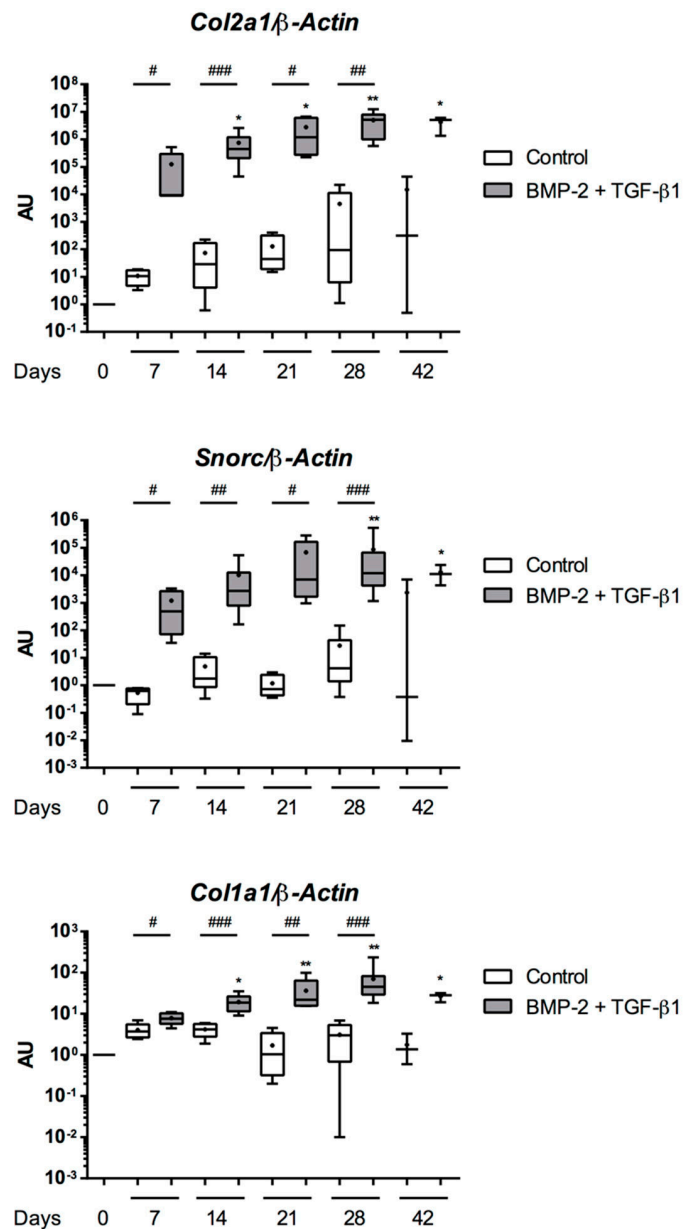 Col2a1/β-Actin
# ### # ##
10⁸
10⁷
10⁶
10⁵
10⁴
10³
10²
10¹
10⁰
10⁻¹
AU
* * ** *
Control
BMP-2 + TGF-β1
Days 0 7 14 21 28 42
Snorc/β-Actin
# ## # ###
10⁶
10⁵
10⁴
10³
10²
10¹
10⁰
10⁻¹
10⁻²
10⁻³
AU
** *
Control
BMP-2 + TGF-β1
Days 0 7 14 21 28 42
Col1a1/β-Actin
# ### ## ###
10³
10²
10¹
10⁰
10⁻¹
10⁻²
10⁻³
AU
* ** ** *
Control
BMP-2 + TGF-β1
Days 0 7 14 21 28 42